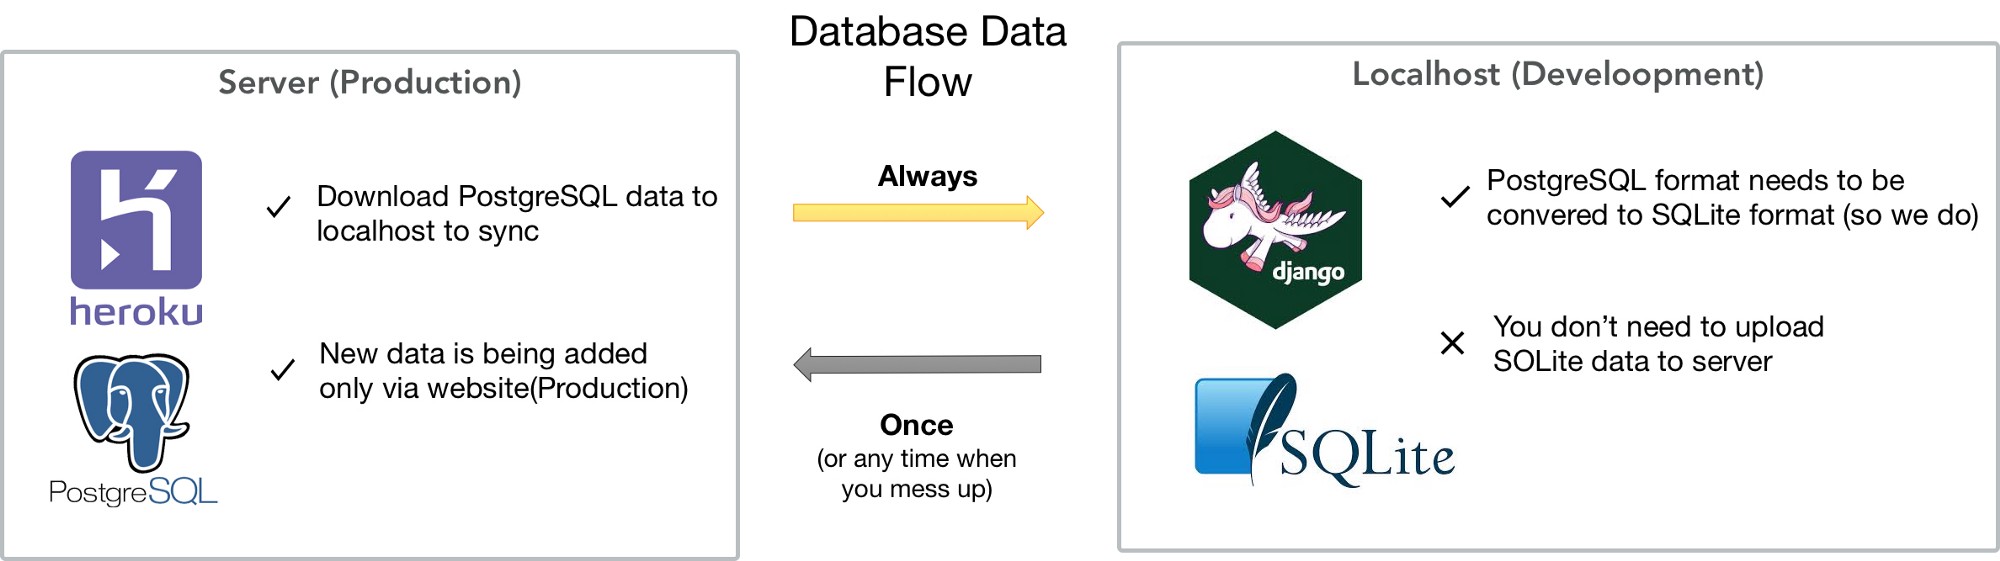 Database Data
Flow
Server (Production)
heroku
PostgreSQL
Download PostgreSQL data to
localhost to sync
New data is being added
only via website(Production)
Always
Once
(or any time when
you mess up)
Localhost (Develoopment)
django
SQLite
PostgreSQL format needs to be
convered to SQLite format (so we do)
You don’t need to upload
SOLite data to server